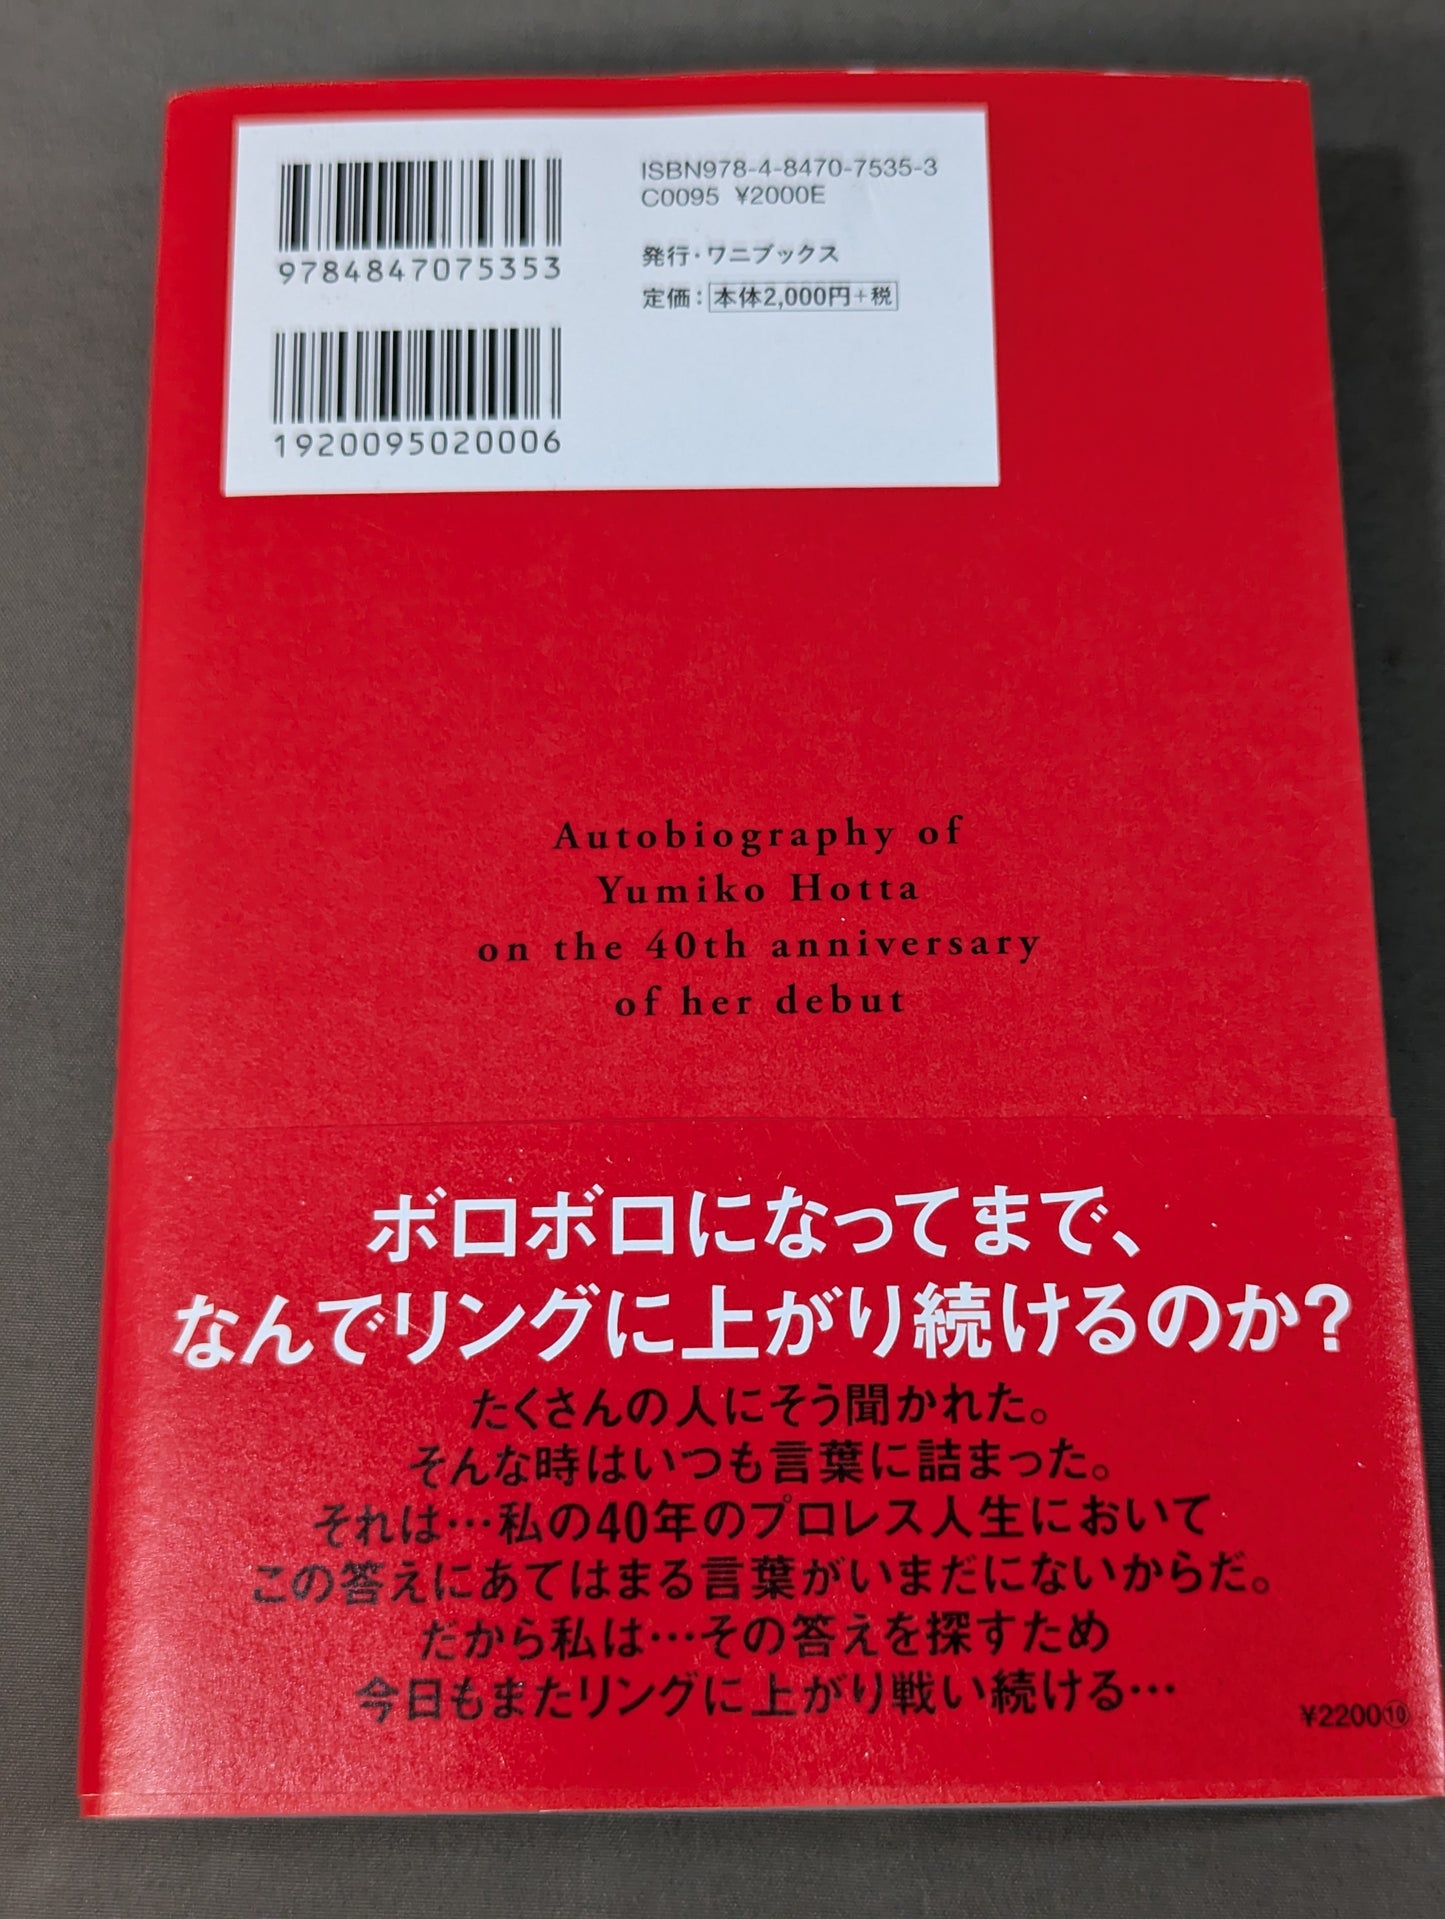 9784847075353
1920095020006
ISBN978-4-8470-7535-3
C0095 ¥2000E
発行・ワニブックス
定価：本体2,000円+税
Autobiography of
Yumiko Hotta
on the 40th anniversary
of her debut
ボロボロになってまで、
なんでリングに上がり続けるのか？
たくさんの人にそう聞かれた。
そんな時はいつも言葉に詰まった。
それは…私の40年のプロレス人生において
この答えにあてはまる言葉がいまだにないからだ。
だから私は…その答えを探すため
今日もまたリングに上がり戦い続ける…
¥2200⑩